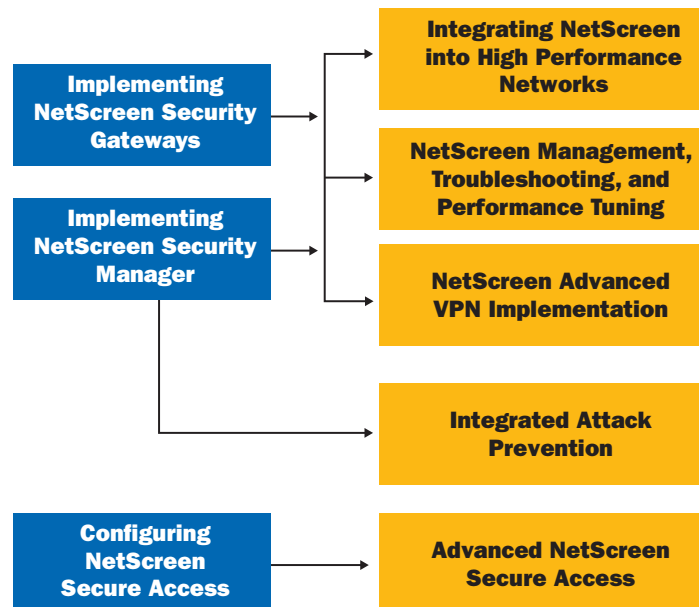 Implementing
NetScreen Security
Gateways
Implementing
NetScreen Security
Manager
Configuring
NetScreen
Secure Access
Integrating NetScreen
into High Performance
Networks
NetScreen Management,
Troubleshooting, and
Performance Tuning
NetScreen Advanced
VPN Implementation
Integrated Attack
Prevention
Advanced NetScreen
Secure Access